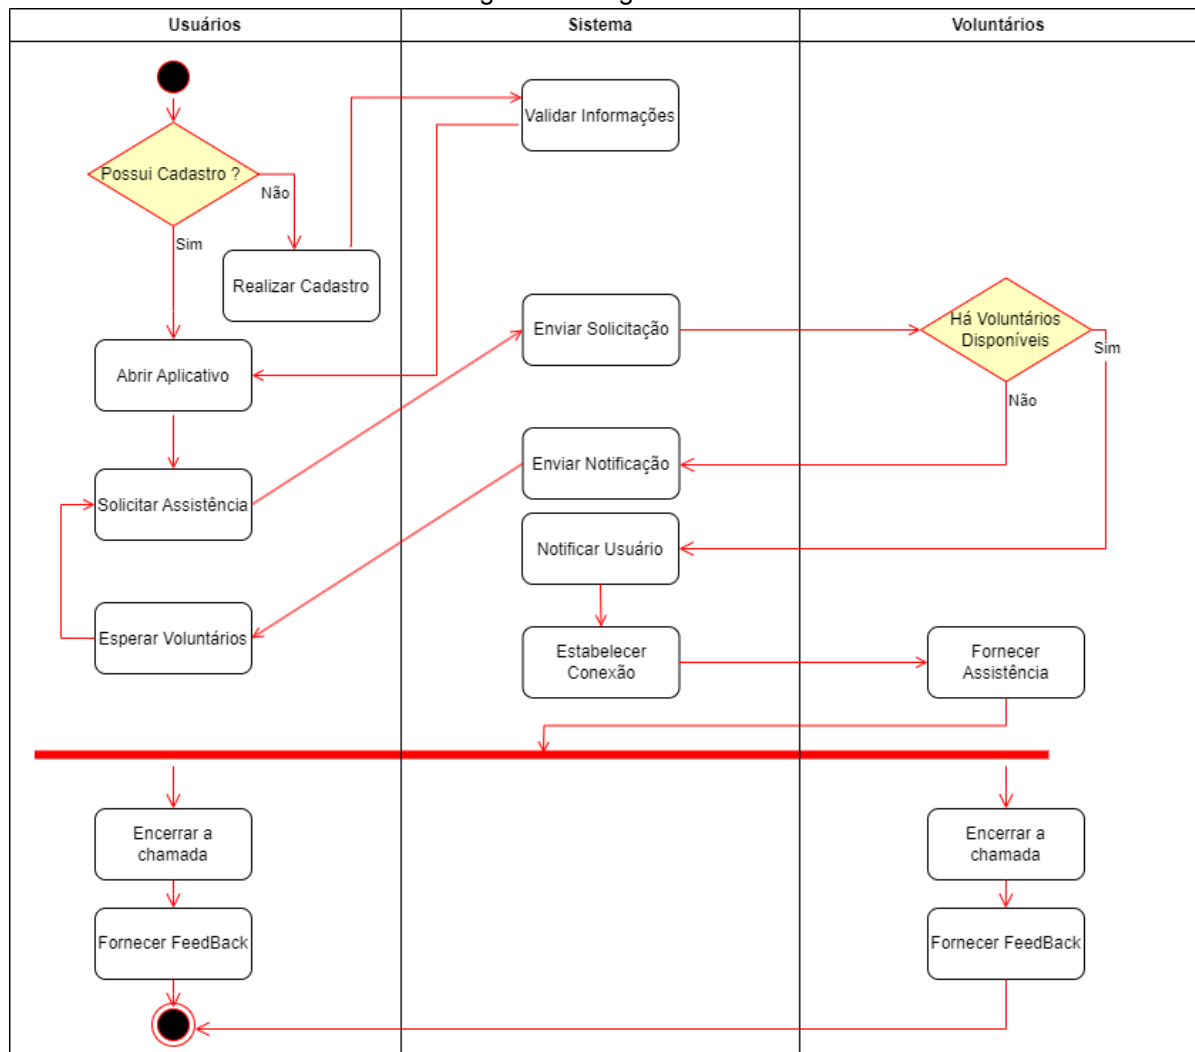 Usuários
Sistema
Voluntários
Validar Informações
Possui Cadastro ?
Não
Sim
Realizar Cadastro
Enviar Solicitação
Há Voluntários
Disponíveis
Sim
Abrir Aplicativo
Não
Enviar Notificação
Solicitar Assistência
Notificar Usuário
Esperar Voluntários
Estabelecer
Conexão
Fornecer
Assistência
Encerrar a
chamada
Encerrar a
chamada
Fornecer FeedBack
Fornecer FeedBack